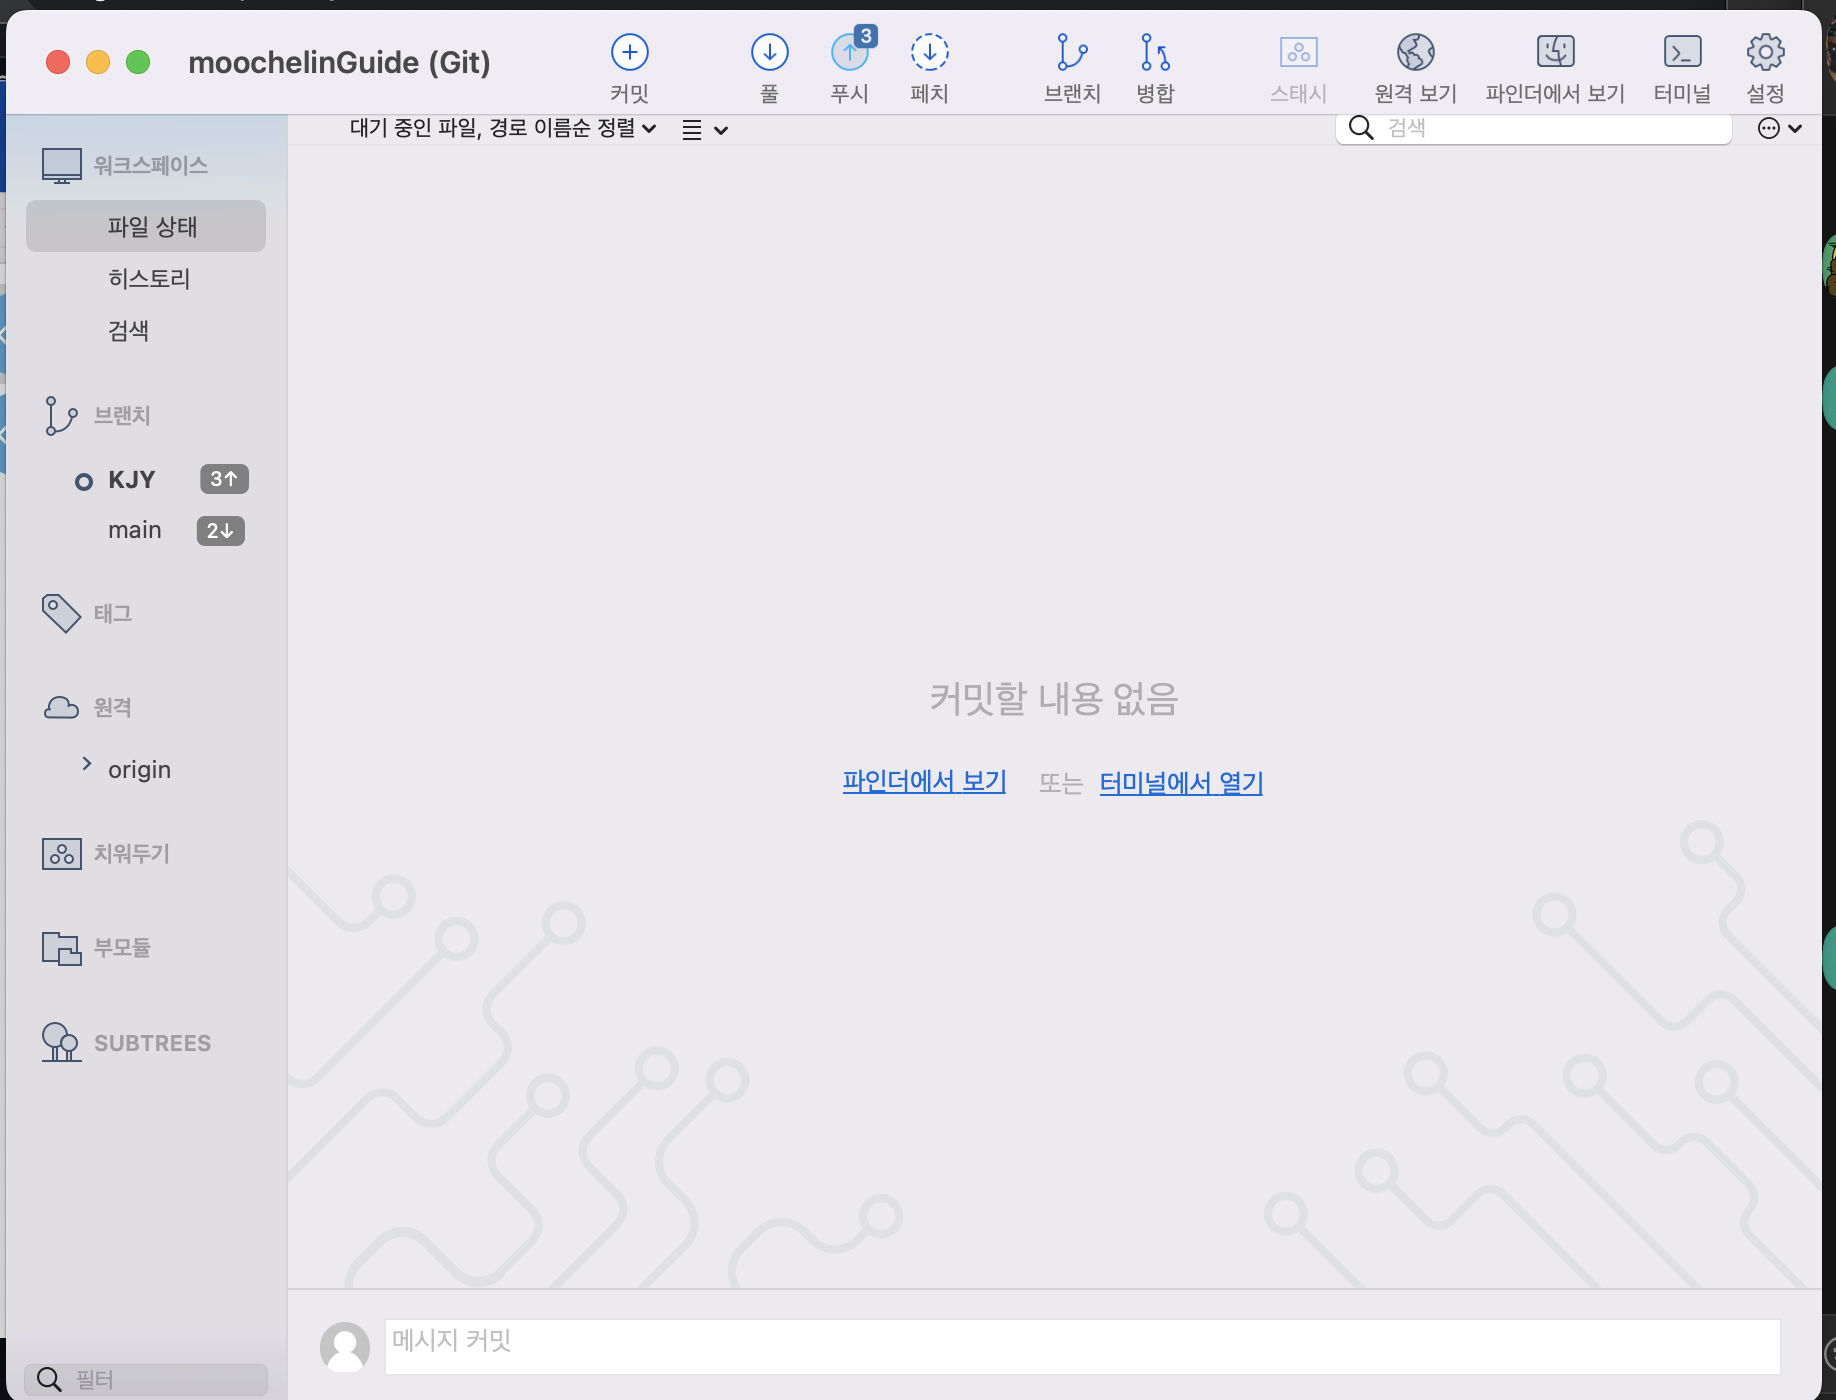 moochelinGuide (Git)
커밋
풀
3
푸시
페치
브랜치
병합
스태시
원격 보기
파인더에서 보기
터미널
설정
대기 중인 파일, 경로 이름순 정렬
검색
워크스페이스
파일 상태
히스토리
검색
브랜치
KJY 3↑
main 2↓
태그
원격
origin
치워두기
부모듈
SUBTREES
필터
커밋할 내용 없음
파인더에서 보기 또는 터미널에서 열기
메시지 커밋